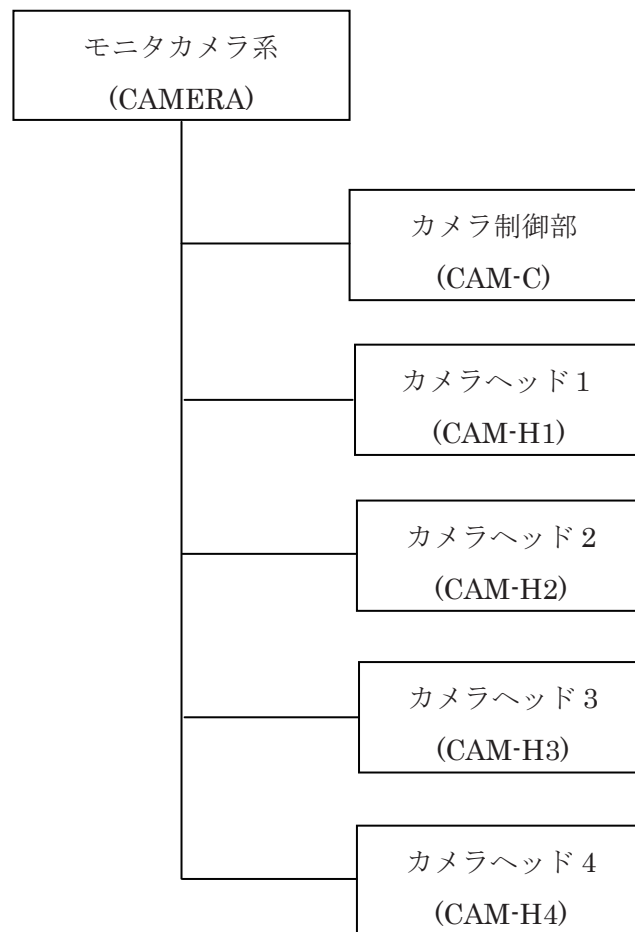 モニタカメラ系
(CAMERA)
カメラ制御部
(CAM-C)
カメラヘッド１
(CAM-H1)
カメラヘッド 2
(CAM-H2)
カメラヘッド 3
(CAM-H3)
カメラヘッド 4
(CAM-H4)